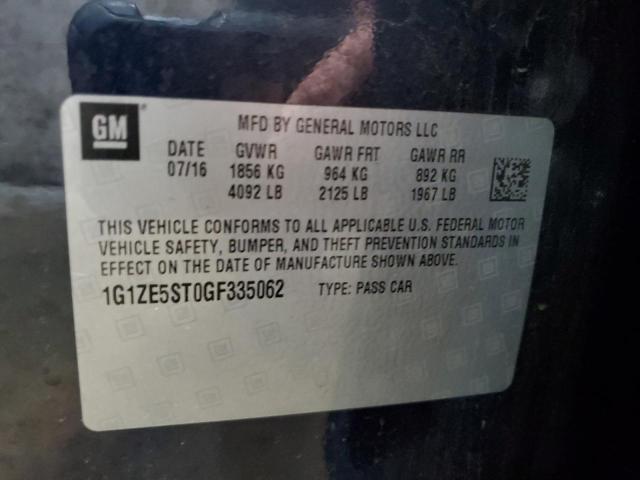 GM
MFD BY GENERAL MOTORS LLC
DATE GVWR GAWR FRT GAWR RR
07/16 1856 KG 964 KG 892 KG
4092 LB 2125 LB 1967 LB
THIS VEHICLE CONFORMS TO ALL APPLICABLE U.S. FEDERAL MOTOR
VEHICLE SAFETY, BUMPER, AND THEFT PREVENTION STANDARDS IN
EFFECT ON THE DATE OF MANUFACTURE SHOWN ABOVE.
1G1ZE5ST0GF335062 TYPE: PASS CAR